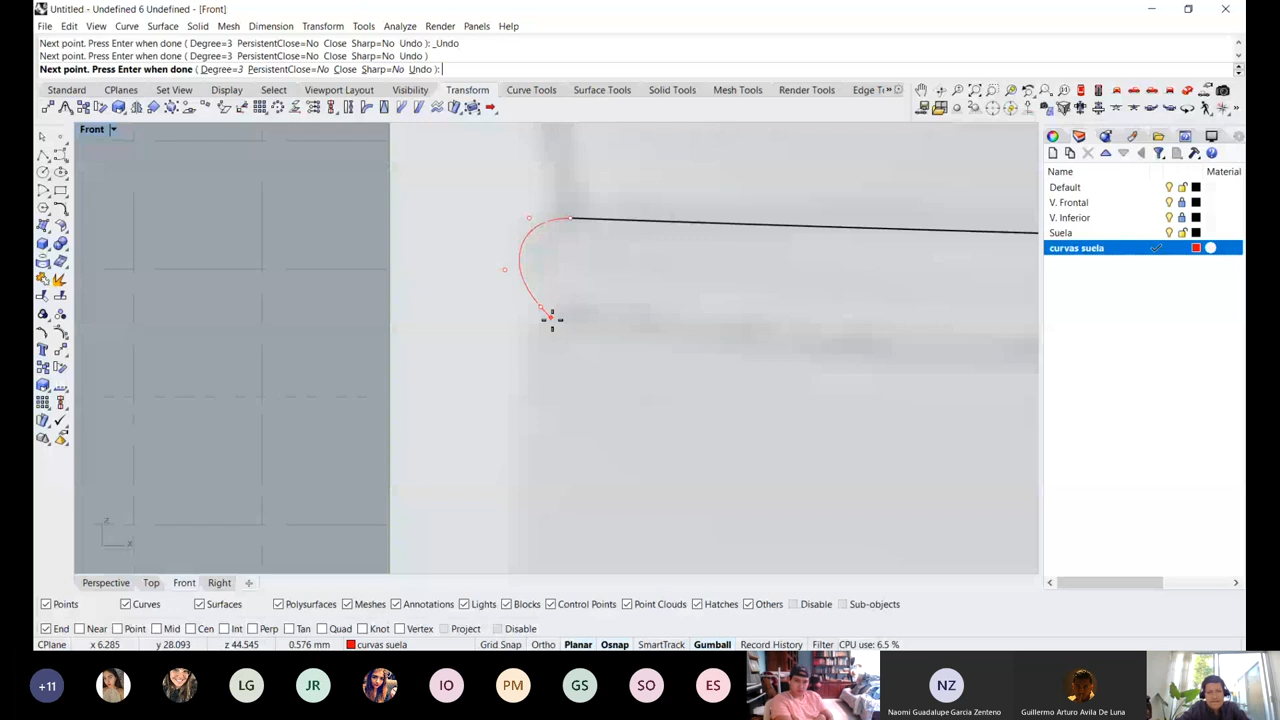 Untitled - Undefined 6 Undefined - [Front]
File Edit View Curve Surface Solid Mesh Dimension Transform Tools Analyze Render Panels Help
Next point. Press Enter when done ( Degree=3 PersistentClose=No Close Sharp=No Undo ): _Undo
Next point. Press Enter when done ( Degree=3 PersistentClose=No Close Sharp=No Undo )
Next point. Press Enter when done ( Degree=3 PersistentClose=No Close Sharp=No Undo ):
Standard CPlanes Set View Display Select Viewport Layout Visibility Transform Curve Tools Surface Tools Solid Tools Mesh Tools Render Tools Edge T
Front
Name Material
Default
V. Frontal
V. Inferior
Suela
curvas suela
z
x
Perspective Top Front Right
Points Curves Surfaces Polysurfaces Meshes Annotations Lights Blocks Control Points Point Clouds Hatches Others Disable Sub-objects
End Near Point Mid Cen Int Perp Tan Quad Knot Vertex Project Disable
CPlane x 6.285 y 28.093 z 44.545 0.576 mm curvas suela Grid Snap Ortho Planar Osnap SmartTrack Gumball Record History Filter CPU use: 6.5 %
+11 LG JR IO PM GS SO ES NZ
Naomi Guadalupe Garcia Zenteno Guillermo Arturo Avila De Luna